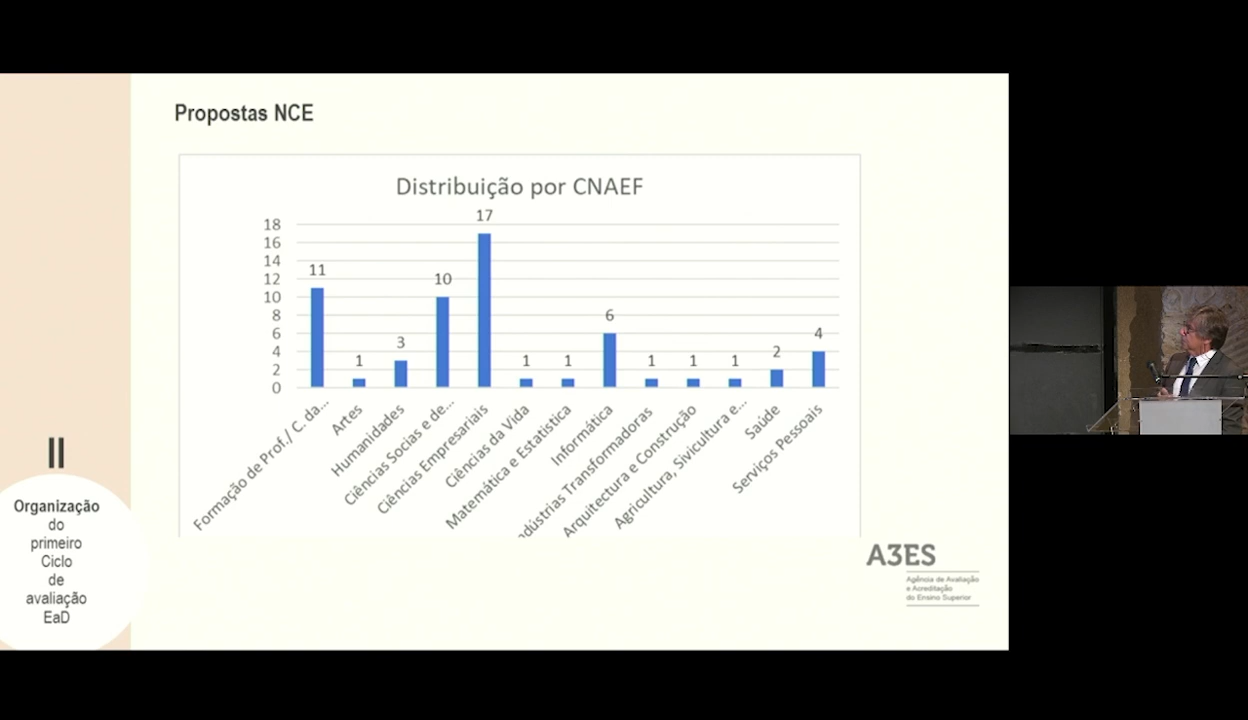 Propostas NCE
Distribuição por CNAEF
18
16
14
12
10
8
6
4
2
0
11
1
3
10
17
1
1
6
1
1
1
2
4
Formação de Prof./ C. da...
Artes
Humanidades
Ciências Socias e de...
Ciências Empresariais
Ciências da Vida
Matemática e Estatística
Informática
ndústrias Transformadoras
Arquitectura e Construção
Agricultura, Sivicultura e...
Saúde
Serviços Pessoais
II
Organização
do
primeiro
Ciclo
de
avaliação
EaD
A3ES
Agência de Avaliação
e Acreditação
do Ensino Superior